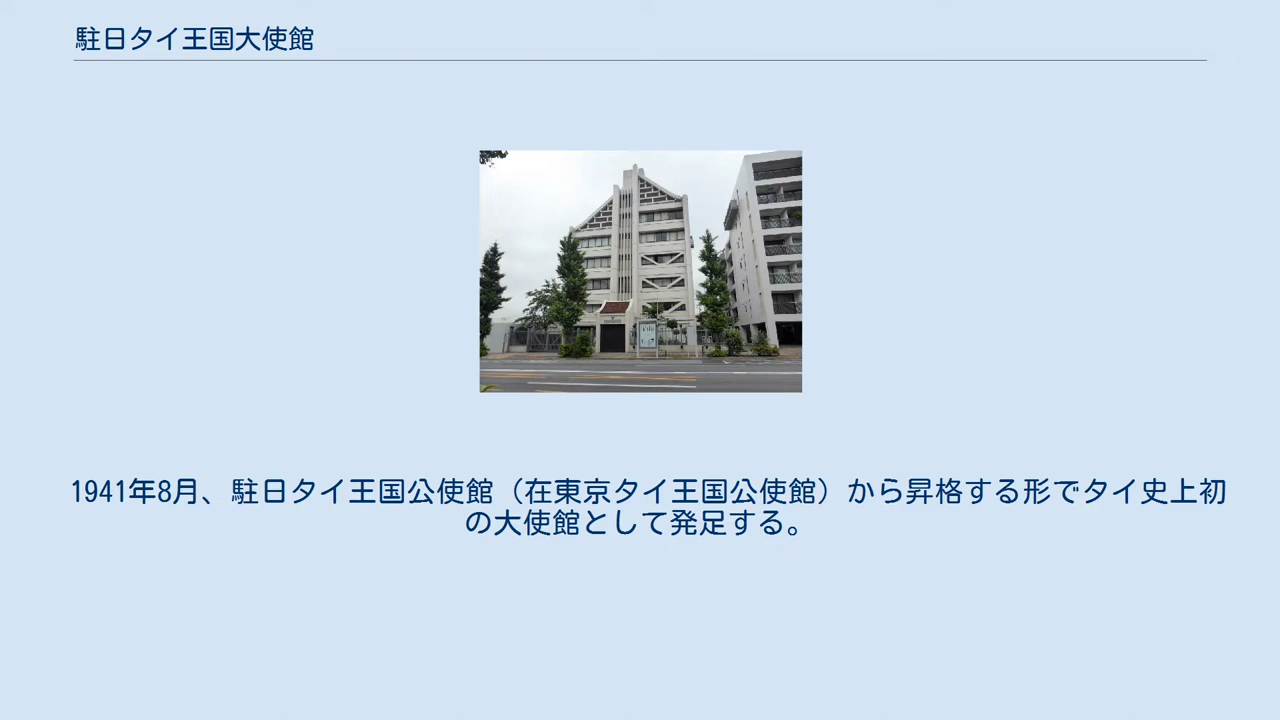 駐日タイ王国大使館
1941年8月、駐日タイ王国公使館（在東京タイ王国公使館）から昇格する形でタイ史上初
の大使館として発足する。